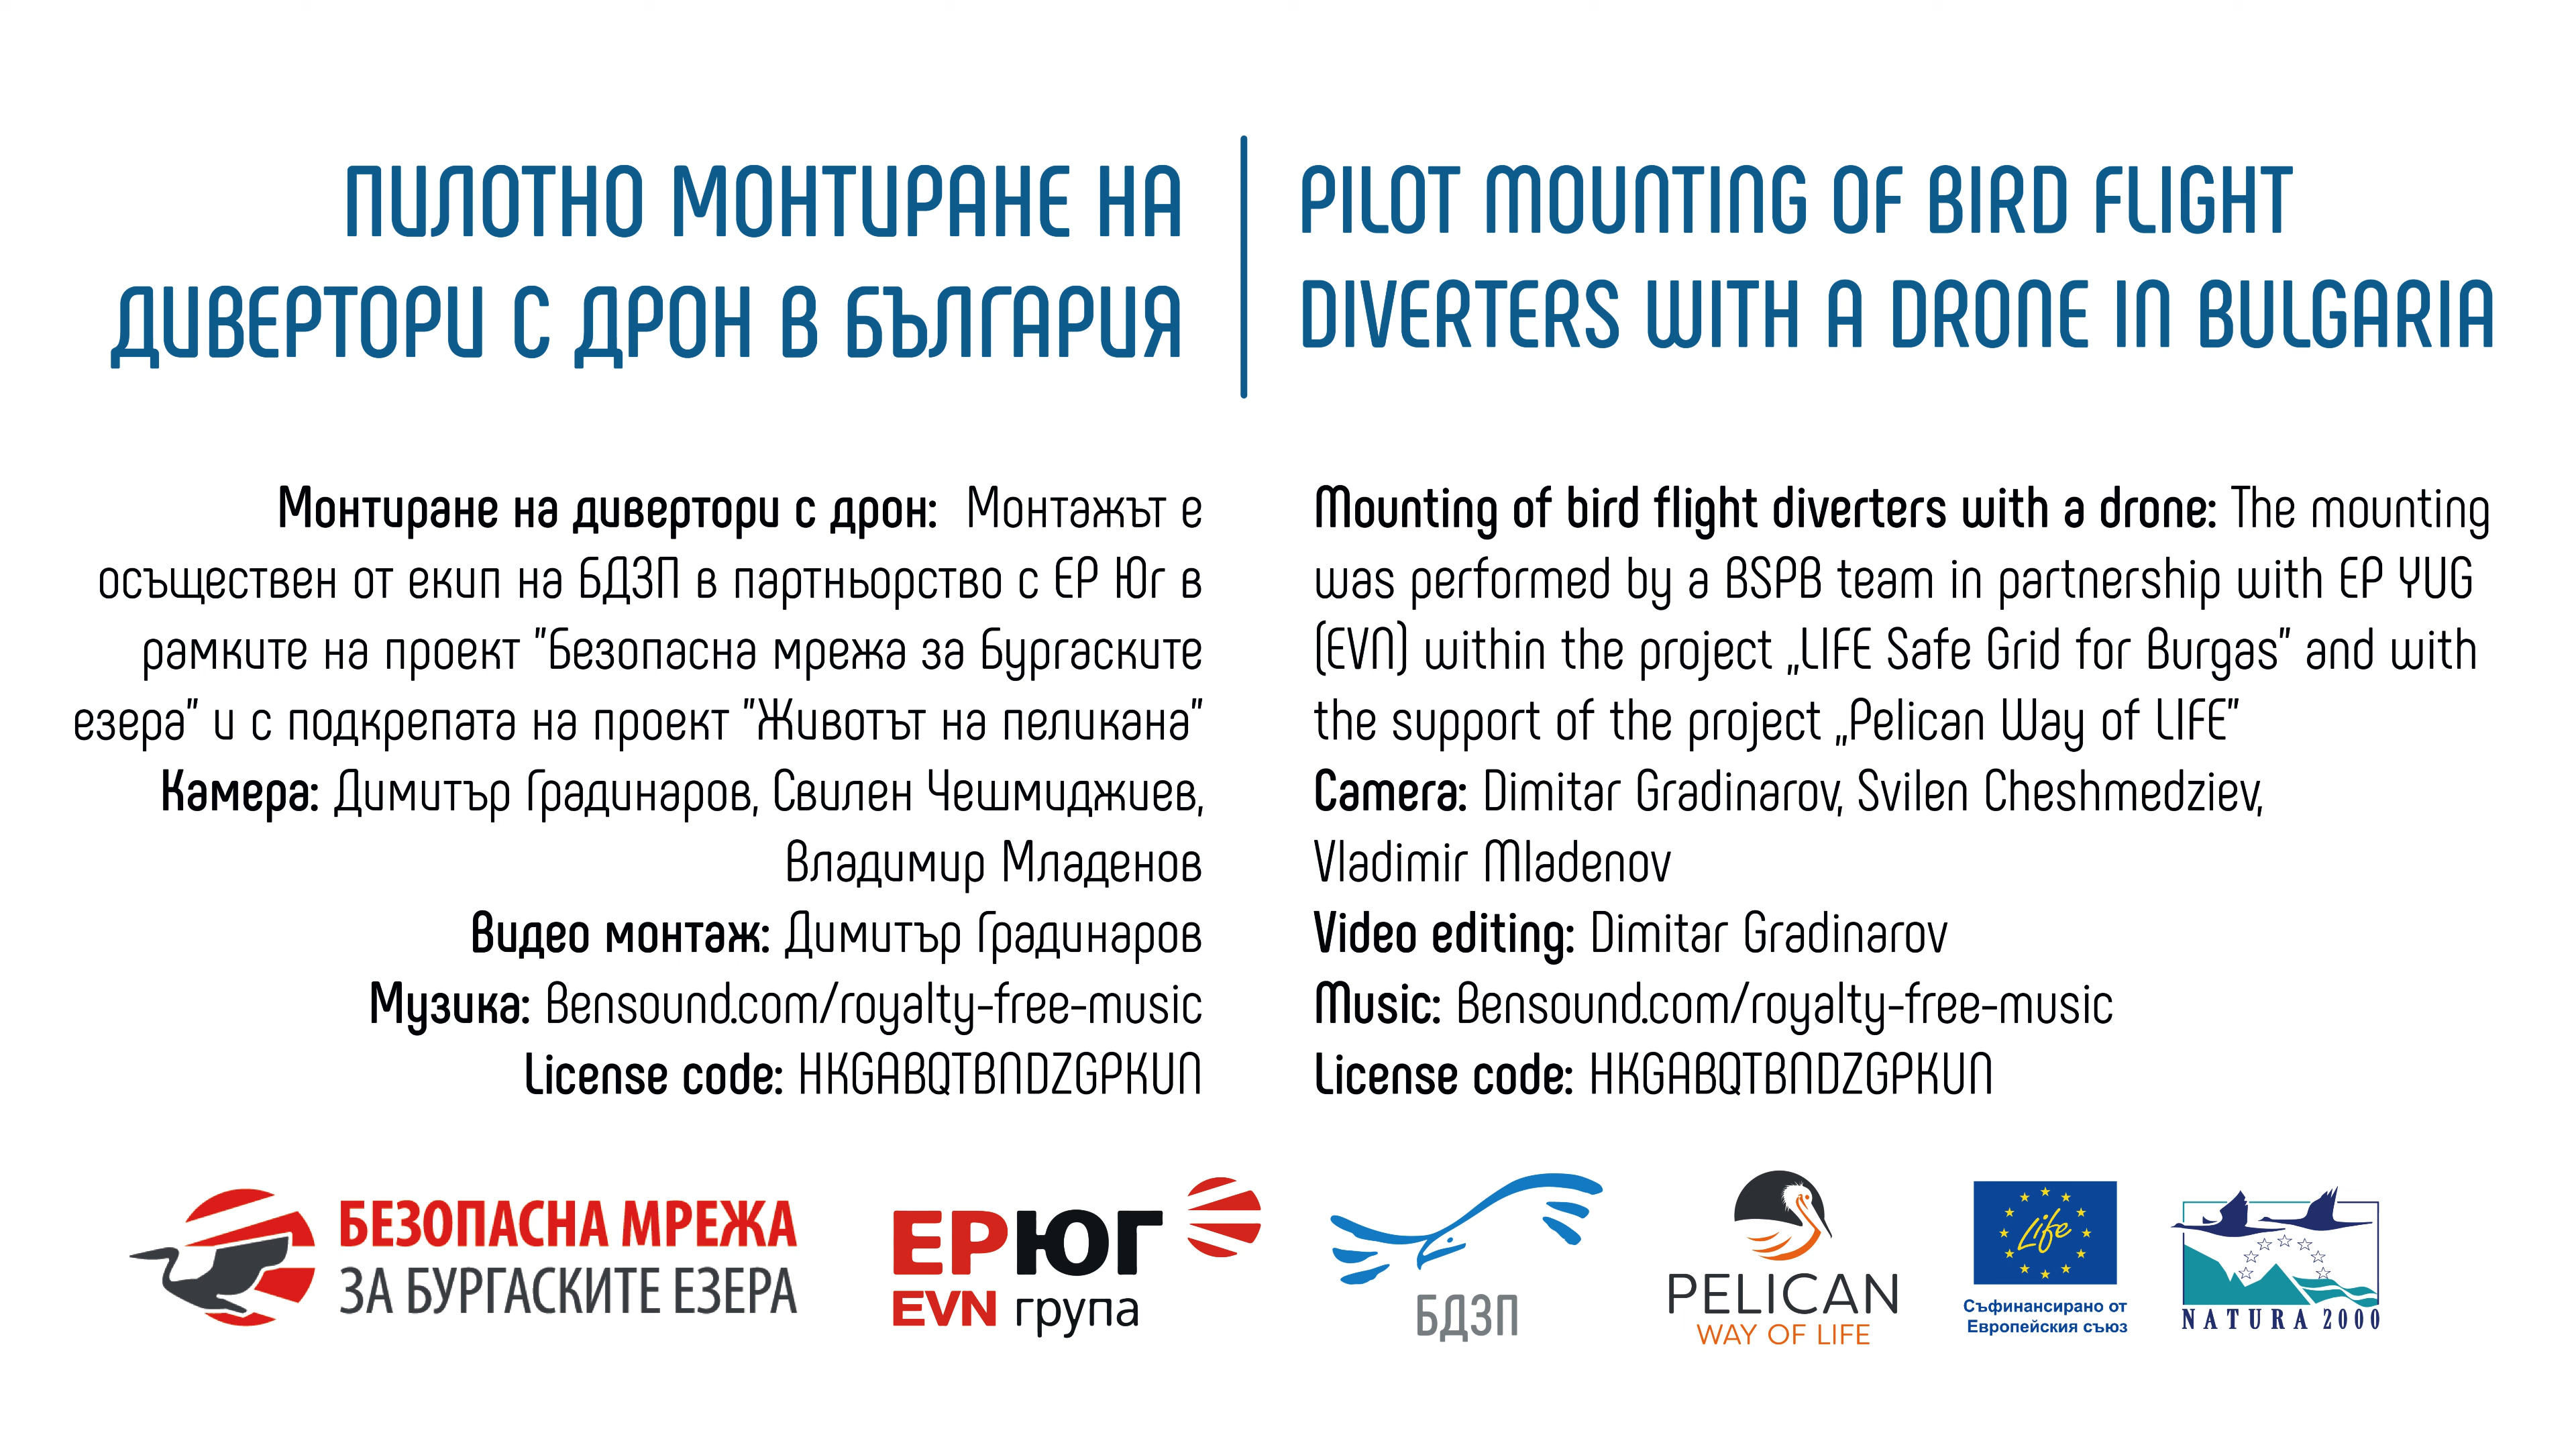 ПИЛОТНО МОНТИРАНЕ НА
ДИВЕРТОРИ С ДРОН В БЪЛГАРИЯ
PILOT MOUNTING OF BIRD FLIGHT
DIVERTERS WITH A DRONE IN BULGARIA
Монтиране на дивертори с дрон: Монтажът е
осъществен от екип на БДЗП в партньорство с ЕР Юг в
рамките на проект "Безопасна мрежа за Бургаските
езера" и с подкрепата на проект "Животът на пеликана"
Камера: Димитър Градинаров, Свилен Чешмиджиев,
Владимир Младенов
Видео монтаж: Димитър Градинаров
Музика: Bensound.com/royalty-free-music
License code: HKGABQTBNDZGPKUN
Mounting of bird flight diverters with a drone: The mounting
was performed by a BSPB team in partnership with EP YUG
(EVN) within the project „LIFE Safe Grid for Burgas" and with
the support of the project „Pelican Way of LIFE"
Camera: Dimitar Gradinarov, Svilen Cheshmedziev,
Vladimir Mladenov
Video editing: Dimitar Gradinarov
Music: Bensound.com/royalty-free-music
License code: HKGABQTBNDZGPKUN
БЕЗОПАСНА МРЕЖА
ЗА БУРГАСКИТЕ ЕЗЕРА
ЕРЮГ
EVN група
БДЗП
PELICAN
WAY OF LIFE
Life
Съфинансирано от
Европейския съюз
NATURA 2000